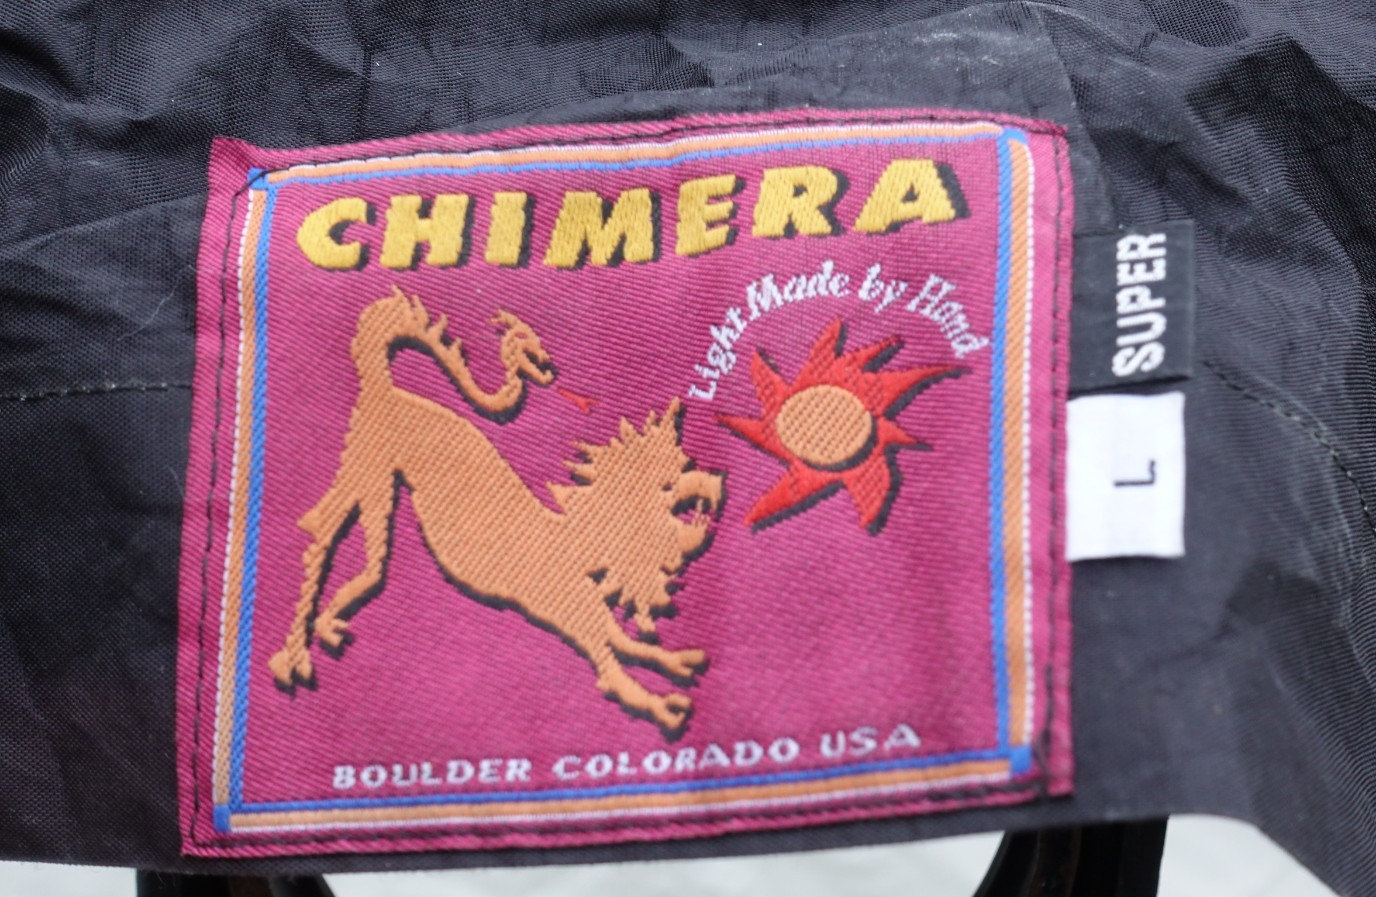 CHIMERA
Light Made by Hand
BOULDER COLORADO USA
SUPER
L